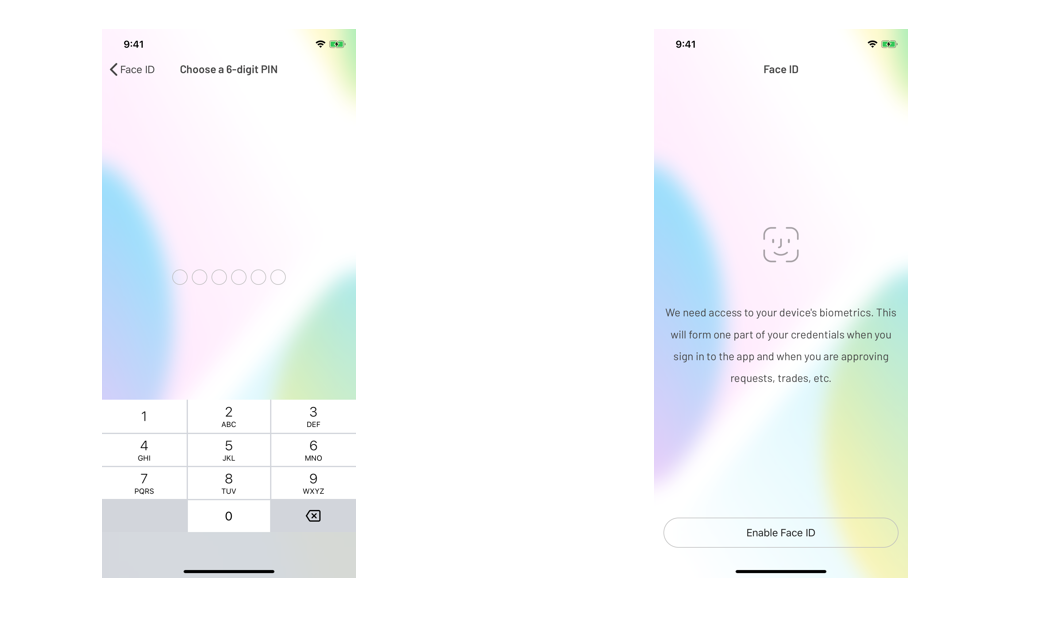 9:41
Face ID
Choose a 6-digit PIN
1
2
ABC
3
DEF
4
GHI
5
JKL
6
MNO
7
PQRS
8
TUV
9
WXYZ
0
9:41
Face ID
We need access to your device's biometrics. This
will form one part of your credentials when you
sign in to the app and when you are approving
requests, trades, etc.
Enable Face ID